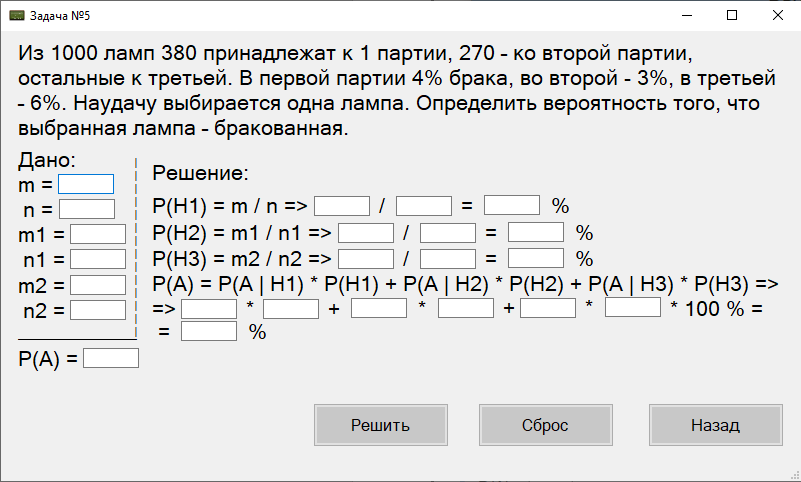 Задача №5
Из 1000 ламп 380 принадлежат к 1 партии, 270 - ко второй партии,
остальные к третьей. В первой партии 4% брака, во второй - 3%, в третьей
- 6%. Наудачу выбирается одна лампа. Определить вероятность того, что
выбранная лампа - бракованная.
Дано:
m =
n =
m1 =
n1 =
m2 =
n2 =
P(A) =
Решение:
P(H1) = m / n => / = %
P(H2) = m1 / n1 => / = %
P(H3) = m2 / n2 => / = %
P(A) = P(A | H1) * P(H1) + P(A | H2) * P(H2) + P(A | H3) * P(H3) =>
=> * + * + * * 100 % =
= %
Решить Сброс Назад